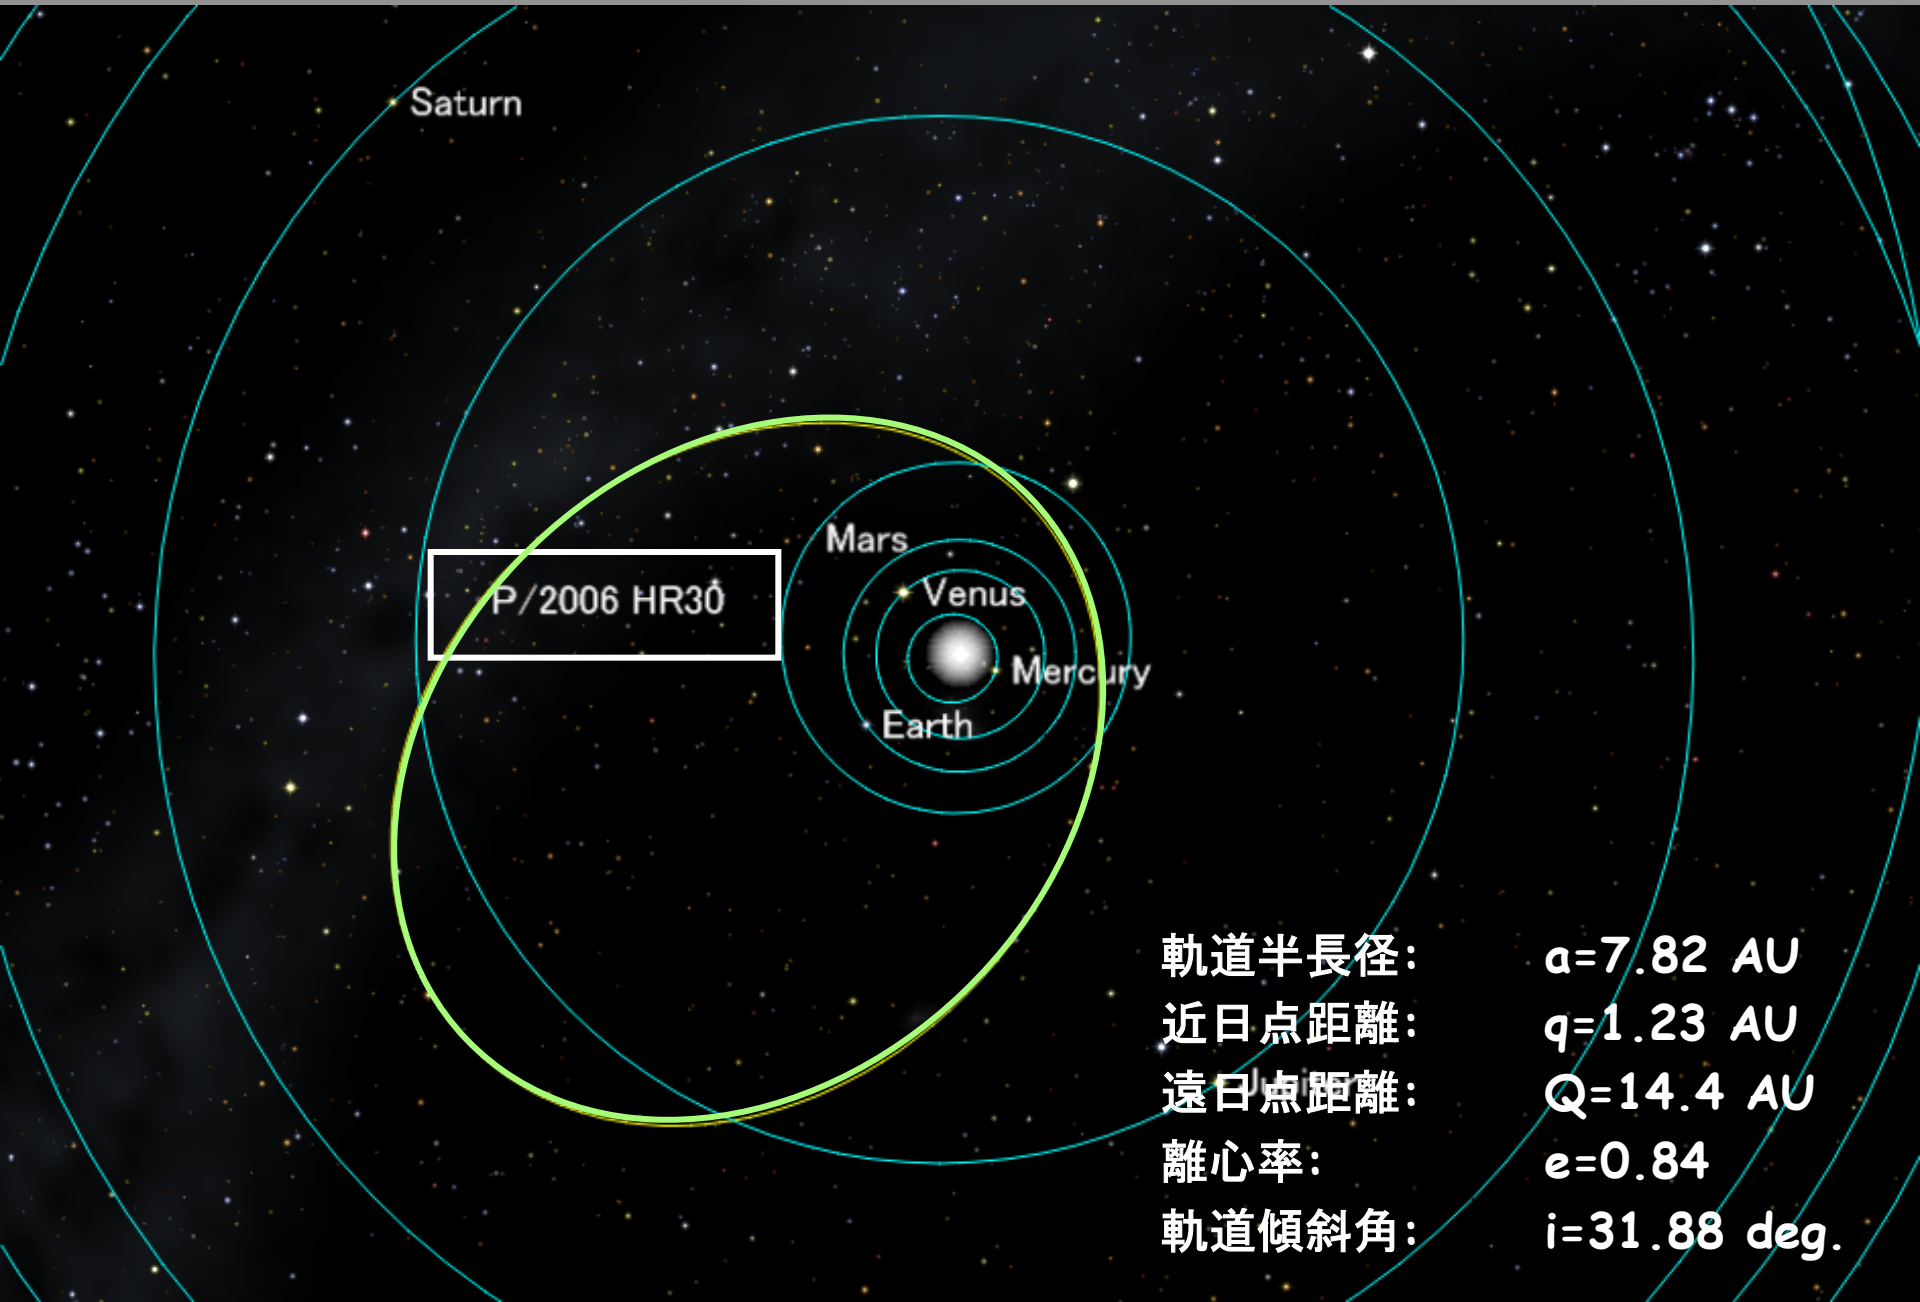 Saturn
Mars
P/2006 HR30
Venus
Mercury
Earth
軌道半長径: a=7.82 AU
近日点距離: q=1.23 AU
Jupiter
遠日点距離: Q=14.4 AU
離心率: e=0.84
軌道傾斜角: i=31.88 deg.